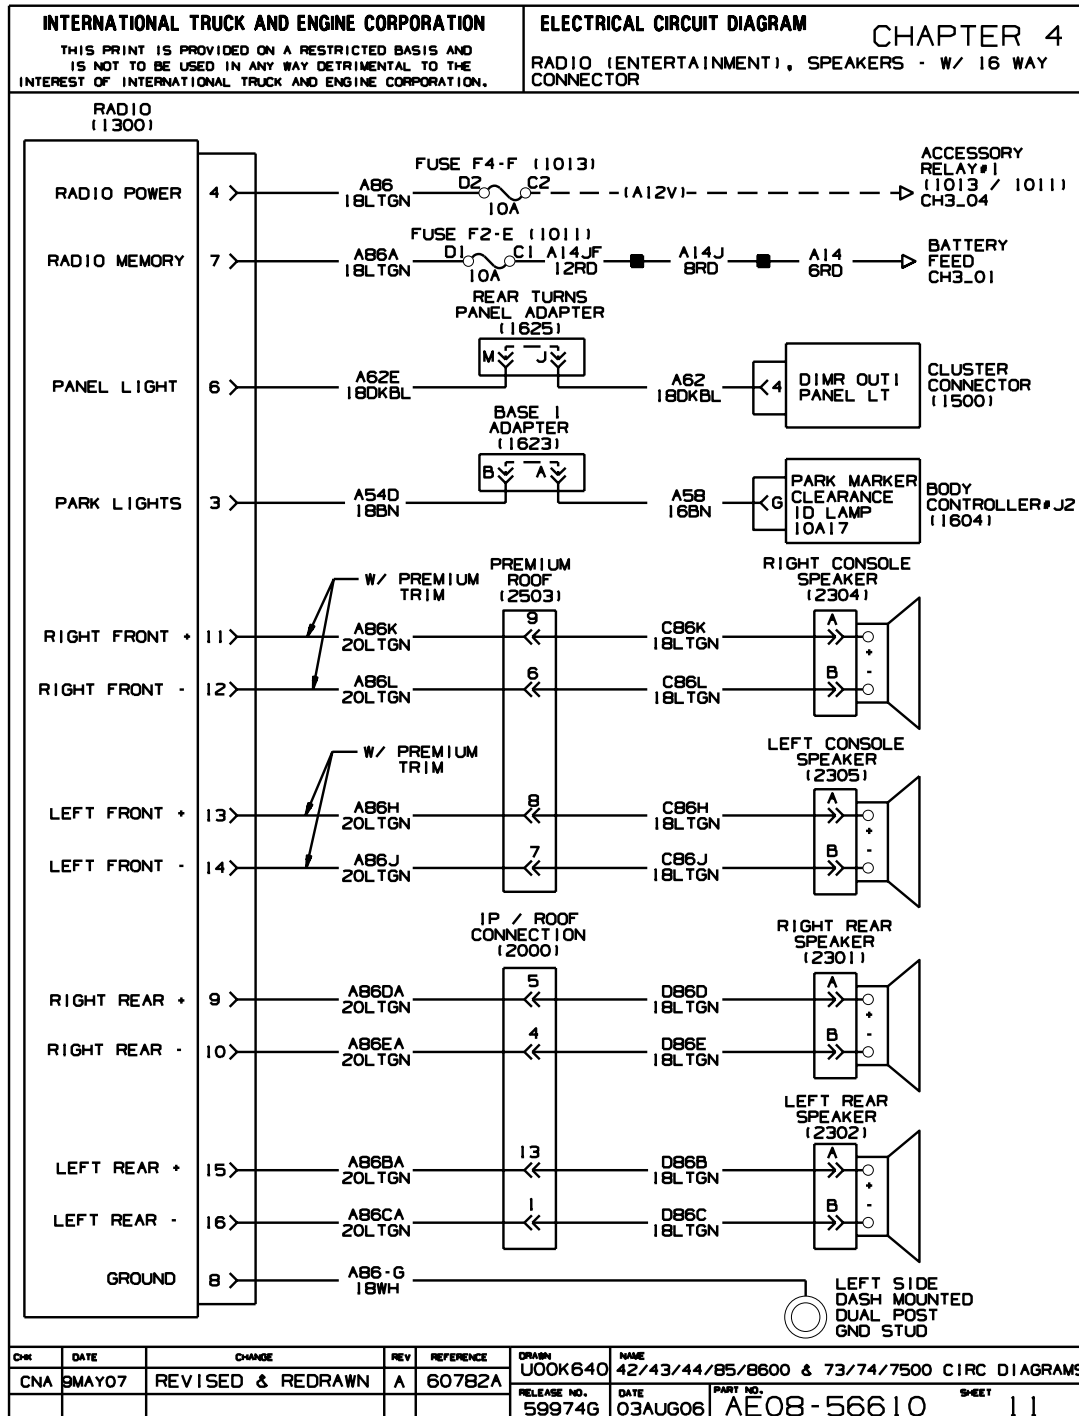 INTERNATIONAL TRUCK AND ENGINE CORPORATION
THIS PRINT IS PROVIDED ON A RESTRICTED BASIS AND
IS NOT TO BE USED IN ANY WAY DETRIMENTAL TO THE
INTEREST OF INTERNATIONAL TRUCK AND ENGINE CORPORATION.
ELECTRICAL CIRCUIT DIAGRAM
CHAPTER 4
RADIO (ENTERTAINMENT), SPEAKERS - W/ 16 WAY
CONNECTOR
RADIO
(1300)
RADIO POWER 4
A86
18LTGN
FUSE F4-F (1013)
D2 C2
10A
(A12V)
ACCESSORY
RELAY#1
(1013 / 1011)
CH3_04
RADIO MEMORY 7
A86A
18LTGN
FUSE F2-E (1011)
D1 C1
10A
A14JF
12RD
A14J
8RD
A14
6RD
BATTERY
FEED
CH3_01
REAR TURNS
PANEL ADAPTER
(1625)
M J
PANEL LIGHT 6
A62E
18DKBL
A62
18DKBL
4
DIMR OUT1
PANEL LT
CLUSTER
CONNECTOR
(1500)
BASE 1
ADAPTER
(1623)
B A
PARK LIGHTS 3
A54D
18BN
A58
16BN
G
PARK MARKER
CLEARANCE
ID LAMP
10A17
BODY
CONTROLLER#J2
(1604)
W/ PREMIUM
TRIM
PREMIUM
ROOF
(2503)
RIGHT CONSOLE
SPEAKER
(2304)
RIGHT FRONT + 11
A86K
20LTGN
9
C86K
18LTGN
A
+
RIGHT FRONT - 12
A86L
20LTGN
6
C86L
18LTGN
B
-
W/ PREMIUM
TRIM
LEFT CONSOLE
SPEAKER
(2305)
LEFT FRONT + 13
A86H
20LTGN
8
C86H
18LTGN
A
+
LEFT FRONT - 14
A86J
20LTGN
7
C86J
18LTGN
B
-
IP / ROOF
CONNECTION
(2000)
RIGHT REAR
SPEAKER
(2301)
RIGHT REAR + 9
A86DA
20LTGN
5
D86D
18LTGN
A
+
RIGHT REAR - 10
A86EA
20LTGN
4
D86E
18LTGN
B
-
LEFT REAR
SPEAKER
(2302)
LEFT REAR + 15
A86BA
20LTGN
13
D86B
18LTGN
A
+
LEFT REAR - 16
A86CA
20LTGN
1
D86C
18LTGN
B
-
GROUND 8
A86-G
18WH
LEFT SIDE
DASH MOUNTED
DUAL POST
GND STUD
CHK DATE CHANGE REV REFERENCE
CNA 9MAY07 REVISED & REDRAWN A 60782A
DRAWN
U00K640
NAME
42/43/44/85/8600 & 73/74/7500 CIRC DIAGRAMS
RELEASE NO.
59974G
DATE
03AUG06
PART NO.
AE08-56610
SHEET
11